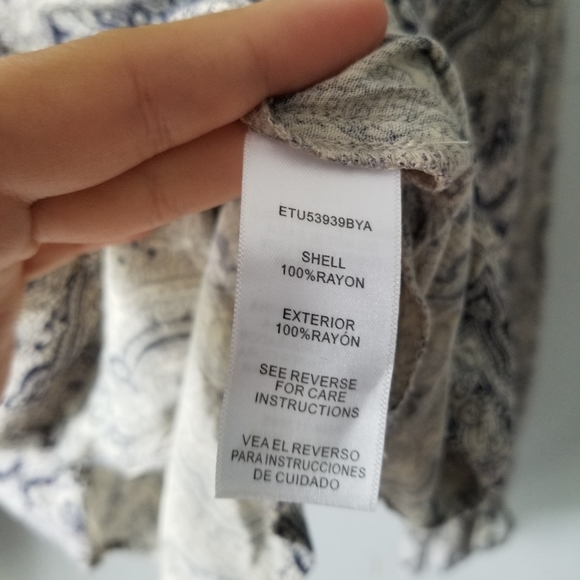 ETU53939BYA
SHELL
100%RAYON
EXTERIOR
100%RAYÓN
SEE REVERSE
FOR CARE
INSTRUCTIONS
VEA EL REVERSO
PARA INSTRUCCIONES
DE CUIDADO